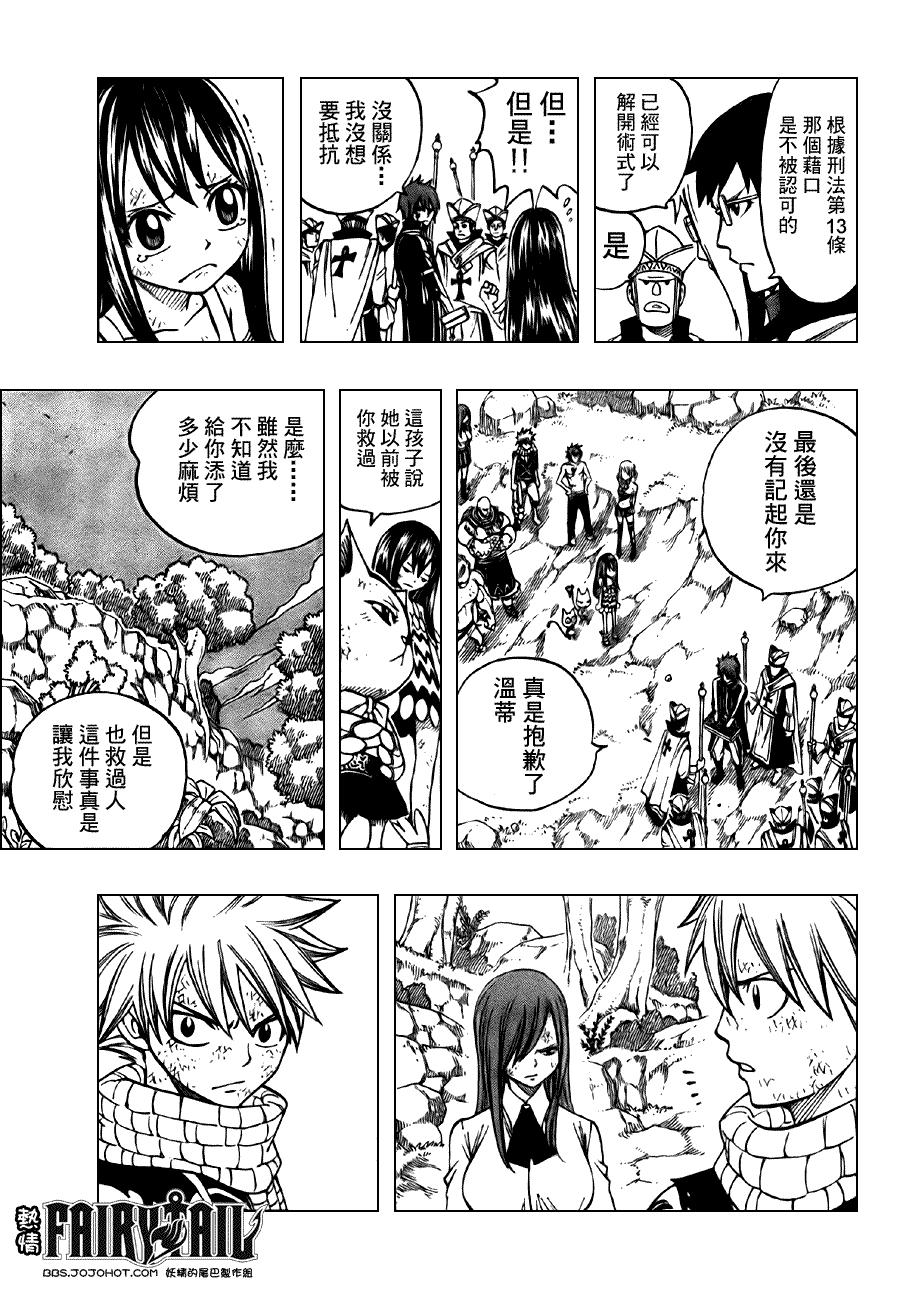 根據刑法第13條
那個藉口
是不被認可的
已經可以
解開術式了
是
但…
但是!!
沒關係…
我沒想
要抵抗
最後還是
沒有記起你來
真是抱歉了
溫蒂
這孩子說
她以前被
你救過
是麼……
雖然我
不知道
給你添了
多少麻煩
但是
也救過人
這件事真是
讓我欣慰
熱情
FAIRY TAIL
BBS.JOJOHOT.COM 妖精的尾巴製作組